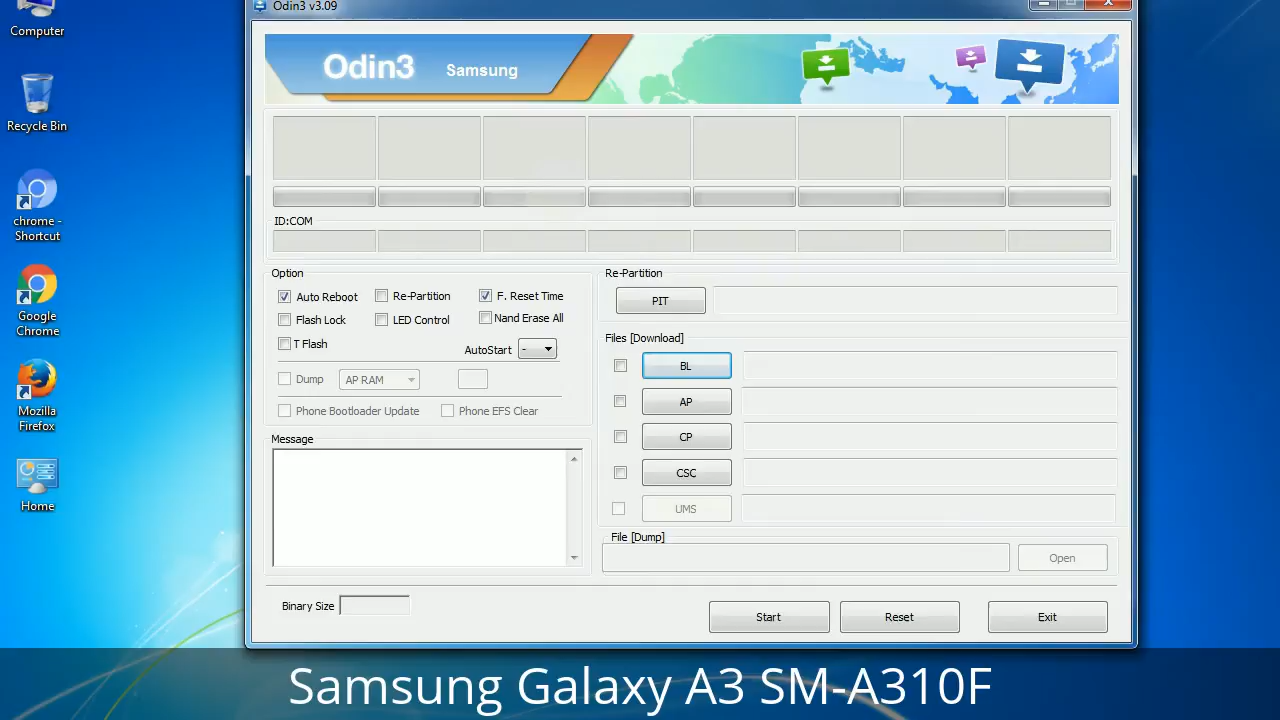 Computer
Recycle Bin
chrome -
Shortcut
Google
Chrome
Mozilla
Firefox
Home
Odin3 v3.09
Odin3 Samsung
ID:COM
Option
Auto Reboot Re-Partition F. Reset Time
Flash Lock LED Control Nand Erase All
T Flash
AutoStart -
Dump AP RAM
Phone Bootloader Update Phone EFS Clear
Message
Re-Partition
PIT
Files [Download]
BL
AP
CP
CSC
UMS
File [Dump]
Open
Binary Size
Start Reset Exit
Samsung Galaxy A3 SM-A310F